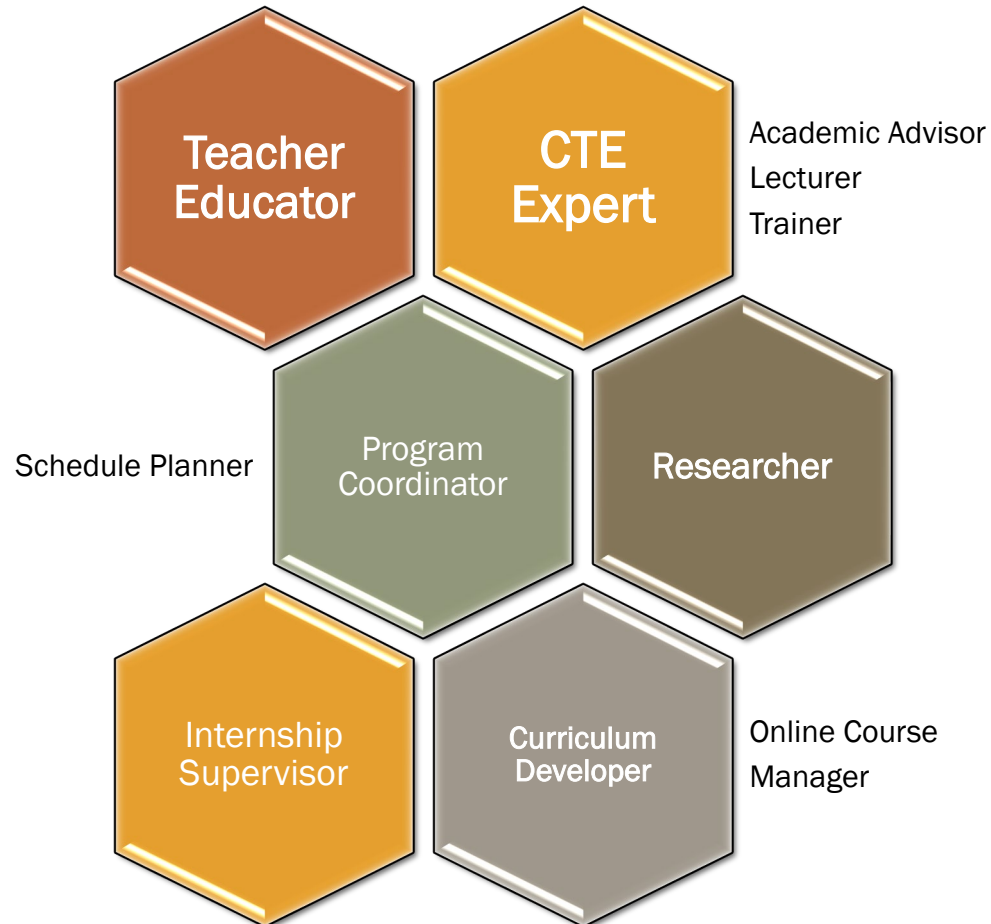 Teacher
Educator
CTE
Expert
Academic Advisor
Lecturer
Trainer
Schedule Planner
Program
Coordinator
Researcher
Internship
Supervisor
Curriculum
Developer
Online Course
Manager